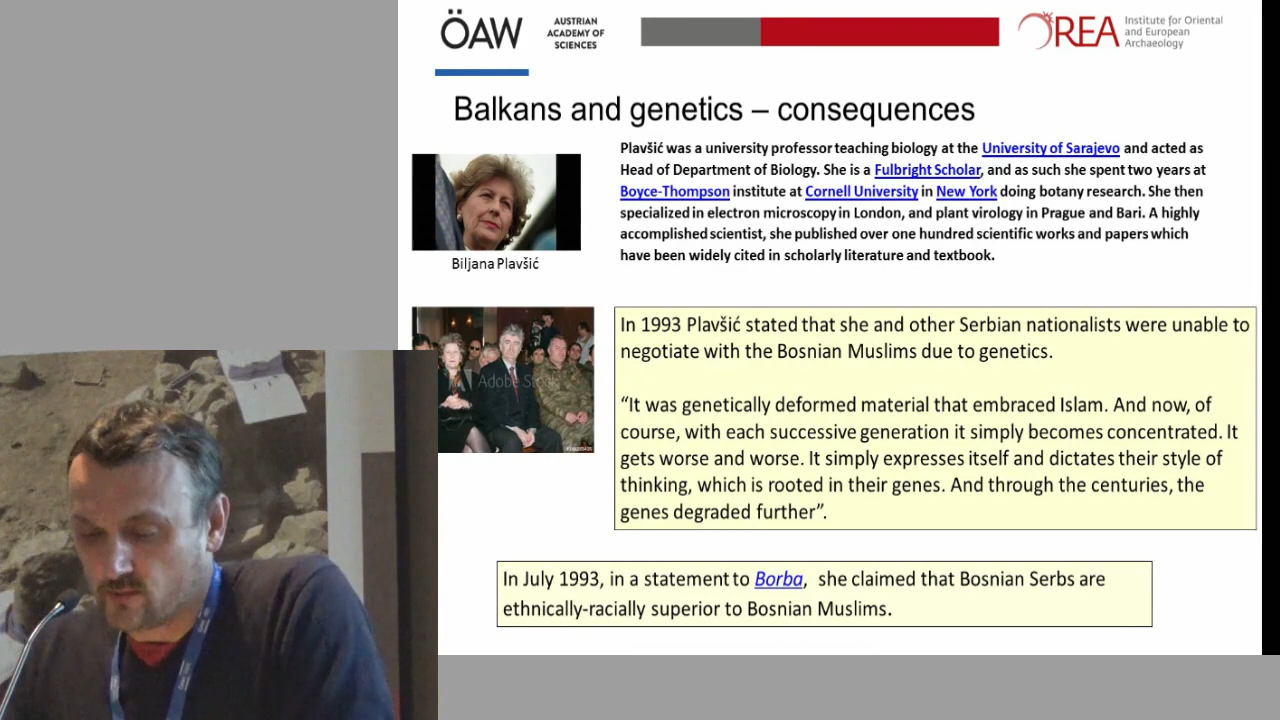 ÖAW
AUSTRIAN
ACADEMY OF
SCIENCES
OREA
Institute for Oriental
and European
Archaeology
Balkans and genetics – consequences
Biljana Plavšić
Plavšić was a university professor teaching biology at the University of Sarajevo and acted as
Head of Department of Biology. She is a Fulbright Scholar, and as such she spent two years at
Boyce-Thompson institute at Cornell University in New York doing botany research. She then
specialized in electron microscopy in London, and plant virology in Prague and Bari. A highly
accomplished scientist, she published over one hundred scientific works and papers which
have been widely cited in scholarly literature and textbook.
Adobe Stock
In 1993 Plavšić stated that she and other Serbian nationalists were unable to
negotiate with the Bosnian Muslims due to genetics.
“It was genetically deformed material that embraced Islam. And now, of
course, with each successive generation it simply becomes concentrated. It
gets worse and worse. It simply expresses itself and dictates their style of
thinking, which is rooted in their genes. And through the centuries, the
genes degraded further”.
In July 1993, in a statement to Borba, she claimed that Bosnian Serbs are
ethnically-racially superior to Bosnian Muslims.